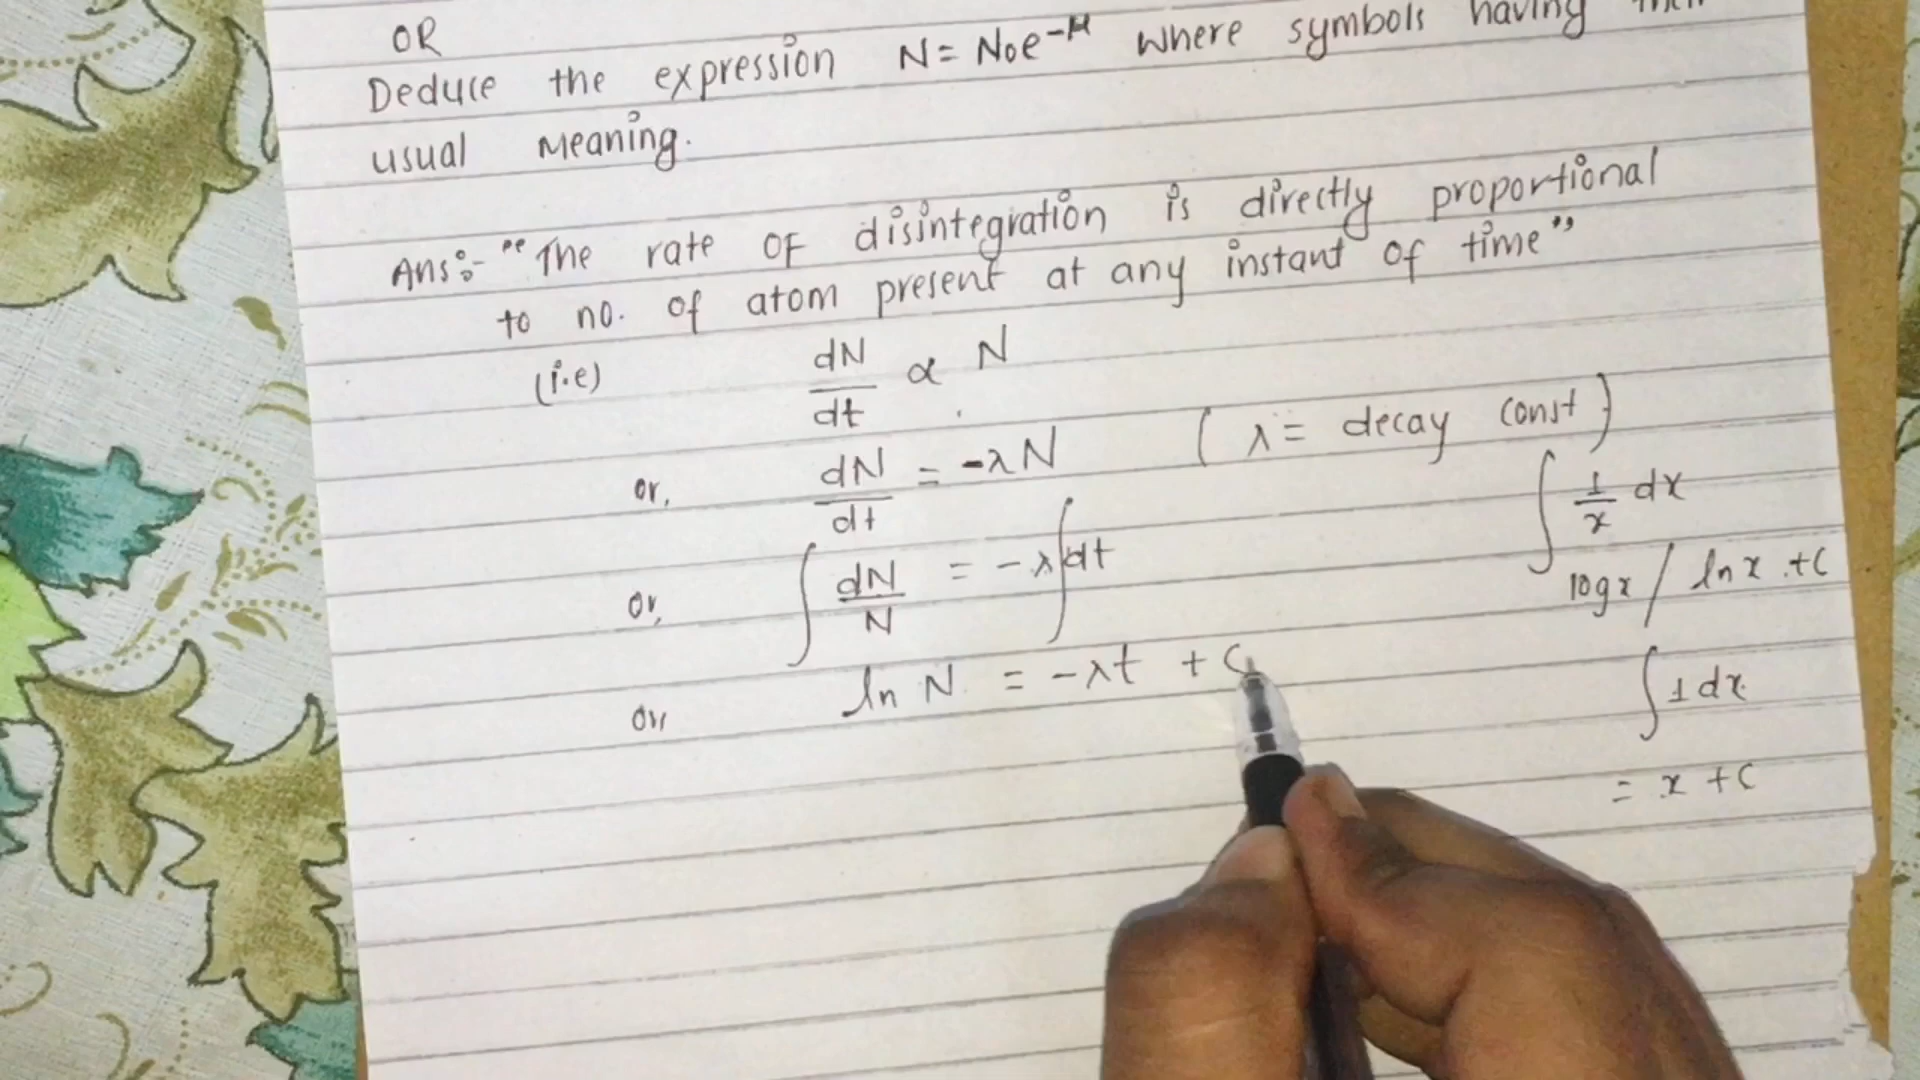 OR
Deduce the expression N = N₀e^-λt where symbols having their
usual Meaning.
Ans:- "The rate of disintegration is directly proportional
to no. of atom present at any instant of time"
(i.e) dN/dt ∝ N
or, dN/dt = -λN (λ = decay const)
or, ∫ dN/N = -λ∫dt
or, ln N = -λt + C
∫ 1/x dx
log x / ln x + C
∫1 dx
= x + C